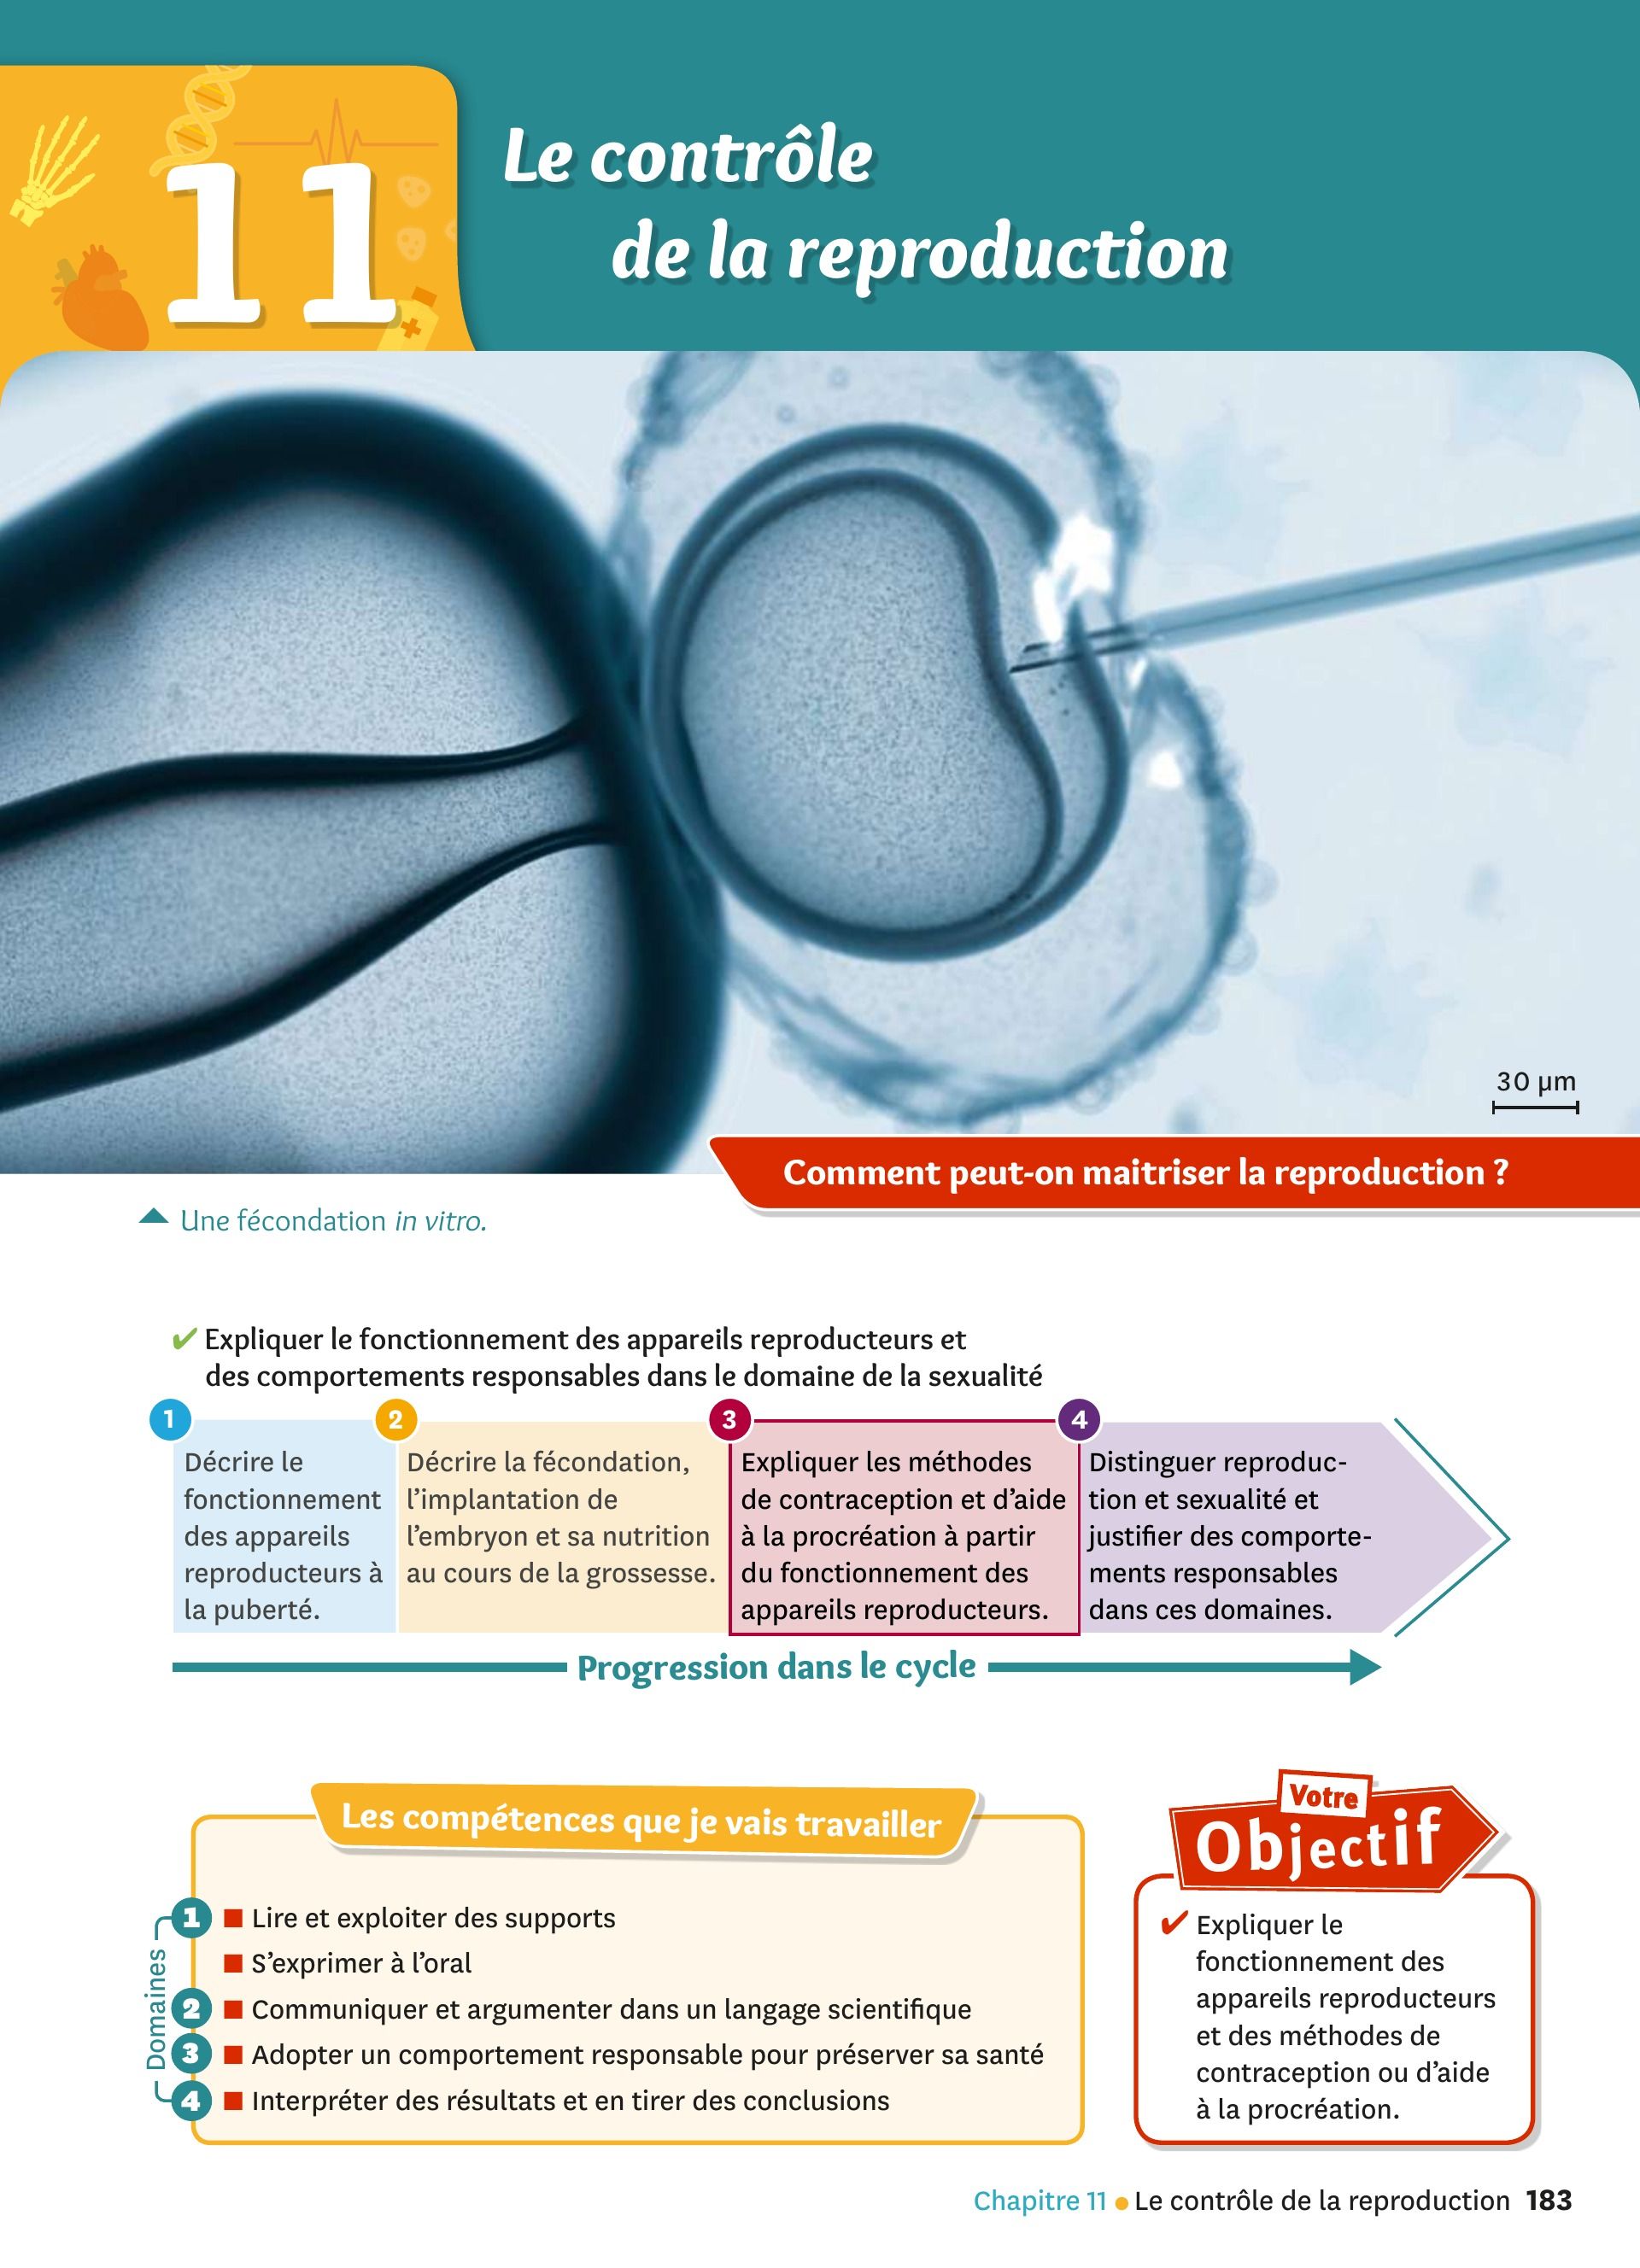 11
Le contrôle
de la reproduction
30 µm
Comment peut-on maitriser la reproduction ?
Une fécondation in vitro.
✔ Expliquer le fonctionnement des appareils reproducteurs et
des comportements responsables dans le domaine de la sexualité
1
Décrire le
fonctionnement
des appareils
reproducteurs à
la puberté.
2
Décrire la fécondation,
l’implantation de
l’embryon et sa nutrition
au cours de la grossesse.
3
Expliquer les méthodes
de contraception et d’aide
à la procréation à partir
du fonctionnement des
appareils reproducteurs.
4
Distinguer reproduc-
tion et sexualité et
justifier des comporte-
ments responsables
dans ces domaines.
Progression dans le cycle
Les compétences que je vais travailler
Domaines
1 ■ Lire et exploiter des supports
■ S’exprimer à l’oral
2 ■ Communiquer et argumenter dans un langage scientifique
3 ■ Adopter un comportement responsable pour préserver sa santé
4 ■ Interpréter des résultats et en tirer des conclusions
Votre
Objectif
✔ Expliquer le
fonctionnement des
appareils reproducteurs
et des méthodes de
contraception ou d’aide
à la procréation.
Chapitre 11 ● Le contrôle de la reproduction 183